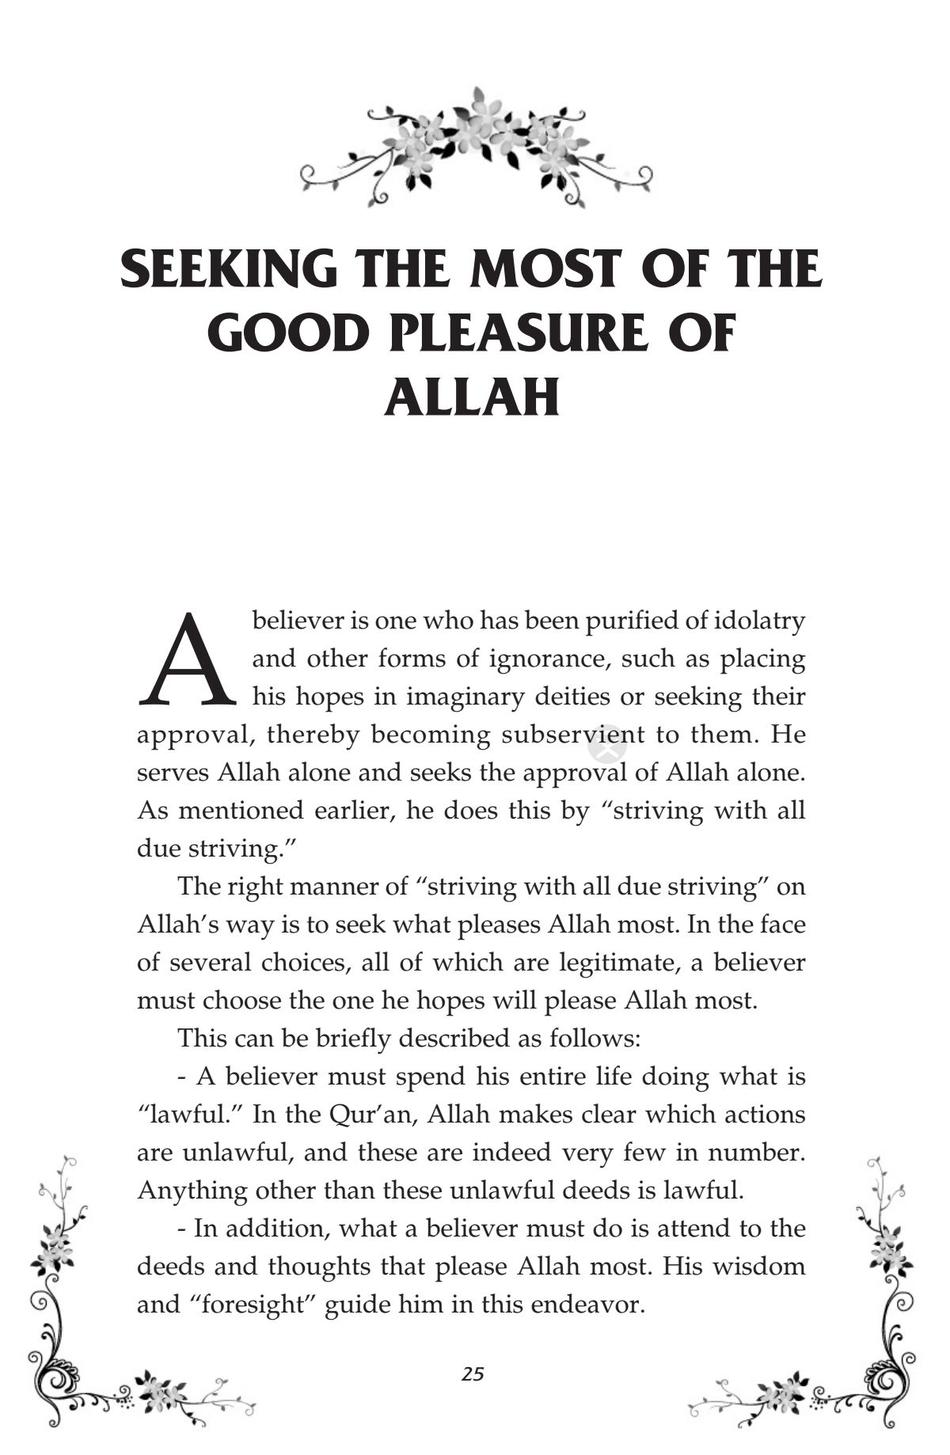 SEEKING THE MOST OF THE
GOOD PLEASURE OF
ALLAH
A believer is one who has been purified of idolatry
and other forms of ignorance, such as placing
his hopes in imaginary deities or seeking their
approval, thereby becoming subservient to them. He
serves Allah alone and seeks the approval of Allah alone.
As mentioned earlier, he does this by “striving with all
due striving.”
The right manner of “striving with all due striving” on
Allah’s way is to seek what pleases Allah most. In the face
of several choices, all of which are legitimate, a believer
must choose the one he hopes will please Allah most.
This can be briefly described as follows:
- A believer must spend his entire life doing what is
“lawful.” In the Qur’an, Allah makes clear which actions
are unlawful, and these are indeed very few in number.
Anything other than these unlawful deeds is lawful.
- In addition, what a believer must do is attend to the
deeds and thoughts that please Allah most. His wisdom
and “foresight” guide him in this endeavor.
25